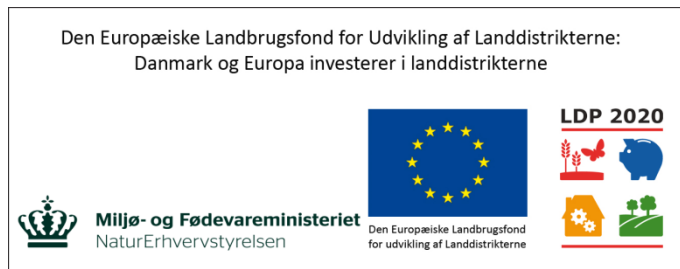 Den Europæiske Landbrugsfond for Udvikling af Landdistrikterne:
Danmark og Europa investerer i landdistrikterne
LDP 2020
Miljø- og Fødevareministeriet
NaturErhvervstyrelsen
Den Europæiske Landbrugsfond
for udvikling af Landdistrikterne